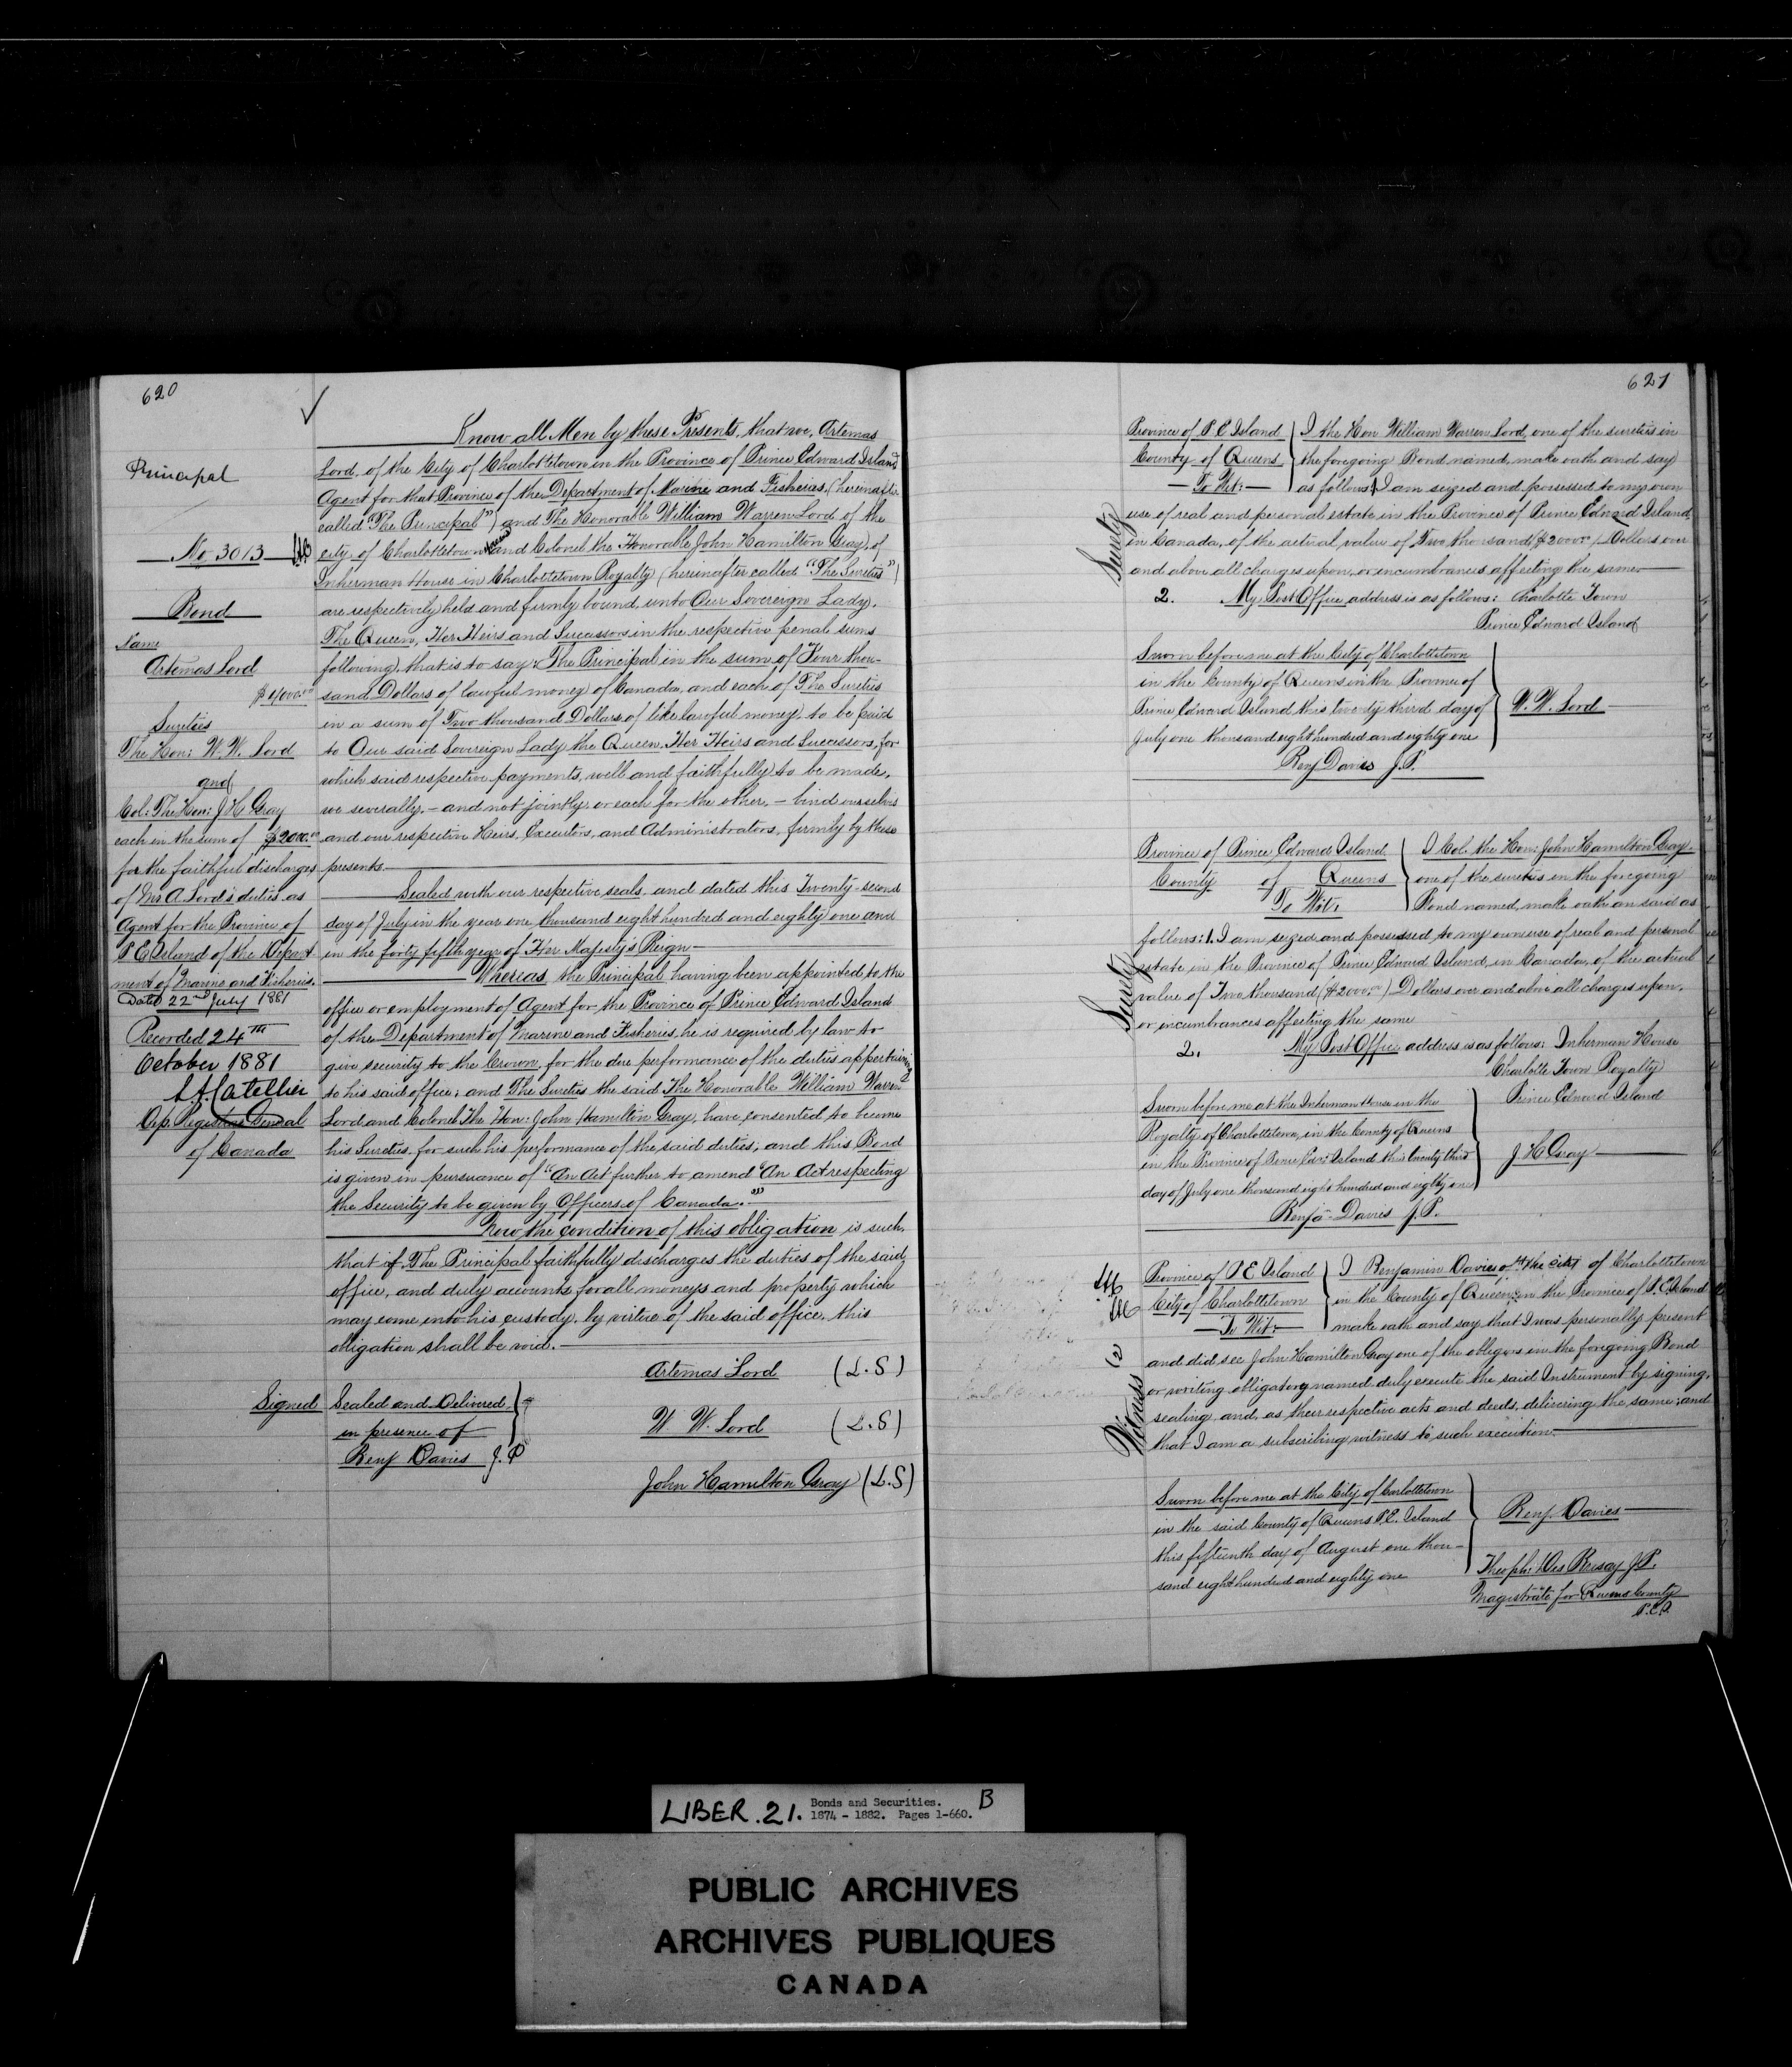 620
Principal
No 3013
Bond
Name
Artemas Lord
$4000.00
Sureties
The Hon: W. W. Lord
and
Col: The Hon: J H Gray
each in the sum of $2000.00
for the faithful discharges
of Mr A. Lord's duties as
Agent for the Province of
P E Island of the Depart-
ment of Marine and Fisheries.
Dated 22nd July 1881
Recorded 24TH
October 1881
Dep. Registrar General
of Canada
Know all Men by these Presents, that we, Artemas
Lord, of the City of Charlottetown in the Province of Prince Edward Island
Agent for that Province of the Department of Marine and Fisheries, (hereinafter
called "The Principal") and The Honorable William Warren Lord of the
city of Charlottetown and Colonel the Honorable John Hamilton Gray, of
Inkerman House in Charlottetown Royalty (hereinafter called "The Sureties")
are respectively held and firmly bound, unto Our Sovereign Lady,
The Queen, Her Heirs and Successors in the respective penal sums
following, that is to say: The Principal in the sum of Four thou-
sand Dollars of lawful money of Canada, and each of The Sureties
in a sum of Two thousand Dollars of like lawful money, to be paid
to Our said Sovereign Lady the Queen, Her Heirs and Successors, for
which said respective payments, well and faithfully to be made,
we severally, - and not jointly or each for the other, - bind ourselves
and our respective Heirs, Executors, and Administrators, firmly by these
presents.
Sealed with our respective seals and dated this Twenty-second
day of July in the year one thousand eight hundred and eighty one and
in the forty fifth year of Her Majesty's Reign
Whereas the Principal having been appointed to the
office or employment of Agent for the Province of Prince Edward Island
of the Department of Marine and Fisheries, he is required by law to
give security to the Crown, for the due performance of the duties appertaining
to his said office; and The Sureties the said The Honorable William Warren
Lord and Colonel The Hon: John Hamilton Gray, have consented to become
his Sureties, for such his performance of the said duties; and this Bond
is given in pursuance of "An Act further to amend "An Act respecting
the Security to be given by Officers of Canada.""
Now the condition of this obligation is such,
that if The Principal faithfully discharges the duties of the said
office, and duly accounts for all moneys and property which
may come into his custody, by virtue of the said office, this
obligation shall be void.
Artemas Lord (L.S)
Signed Sealed and Delivered
in presence of
Benj Davies J.P
W W. Lord (L.S)
John Hamilton Gray (L.S)
621
Surety
Province of P. E Island
County of Queens
To Wit:
I the Hon William Warren Lord, one of the sureties in
the foregoing Bond named, make oath and say
as follows: 1. I am seized and possessed to my own
use of real and personal estate in the Province of Prince Edward Island
in Canada, of the actual value of Two thousand ($2000.00) Dollars over
and above all charges upon, or encumbrances affecting the same
2. My Post Office address is as follows: Charlotte Town
Prince Edward Island
Sworn before me at the City of Charlottetown
in the County of Queens in the Province of
Prince Edward Island this twenty third day of
July one thousand eight hundred and eighty one
W. W. Lord
Benj Davies J.P.
Surety
Province of Prince Edward Island
County of Queens
To Wit:
I Col. the Hon: John Hamilton Gray
one of the sureties in the foregoing
Bond named, make oath an said as
follows: 1. I am seized and possessed to my own use of real and personal
estate in the Province of Prince Edward Island, in Canada, of the actual
value of Two thousand ($2000.00) Dollars over and above all charges upon,
or encumbrances affecting the same
2. My Post Office address is as follows: Inkerman House
Charlotte Town Royalty
Prince Edward Island
Sworn before me at the Inkerman House in the
Royalty of Charlottetown, in the County of Queens
in the Province of Prince Edwd Island this twenty third
day of July one thousand eight hundred and eighty one
J H Gray
Benjn Davies J.P.
Witness (2)
Province of P E Island
City of Charlottetown
To Wit:
I Benjamin Davies of the city of Charlottetown
in the County of Queens in the Province of P. E Island
make oath and say that I was personally present
and did see John Hamilton Gray one of the obligors in the foregoing Bond
or writing obligatory named duly execute the said Instrument by signing,
sealing and, as their respective acts and deeds, delivering the same; and
that I am a subscribing witness to such execution
Sworn before me at the City of Carlottetown
in the said County of Queens P.E. Island
this fifteenth day of August one thou-
sand eight hundred and eighty one
Benj. Davies
Theoph: Des Brisay J.P.
Magistrate for Queens County
P.E.I.
LIBER. 21. Bonds and Securities. B
1874 - 1882. Pages 1-660.
PUBLIC ARCHIVES
ARCHIVES PUBLIQUES
CANADA